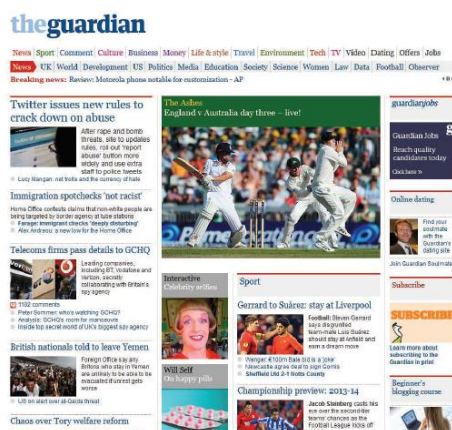 theguardian
News Sport Comment Culture Business Money Life & style Travel Environment Tech TV Video Dating Offers Jobs
News UK World Development US Politics Media Education Society Science Women Law Data Football Observer
Breaking news: Review: Motorola phone notable for customization - AP
Twitter issues new rules to
crack down on abuse
After rape and bomb
threats, site to updates
rules, roll out 'report
abuse' button more
widely and use extra
staff to police tweets
Lucy Mangan: net trolls and the currency of hate
Immigration spotchecks 'not racist'
Home Office contests claims that non-white people are
being targeted by border agency at tube stations
Farage: immigrant checks 'deeply disturbing'
Alex Andreou: a new low for the Home Office
Telecoms firms pass details to GCHQ
Leading companies,
including BT, Vodafone and
Verizon, secretly
collaborating with Britain's
spy agency
1152 comments
Peter Sommer: who's watching GCHQ?
Analysis: GCHQ's room for manoeuvre
Inside top secret world of UK's biggest spy agency
British nationals told to leave Yemen
Foreign Office say any
Britons who stay in Yemen
are unlikely to be able to be
evacuated if unrest gets
worse
US on alert over al-Qaida threat
Chaos over Tory welfare reform
The Ashes
England v Australia day three – live!
Interactive
Celebrity selfies
Will Self
On happy pills
Sport
Gerrard to Suárez: stay at Liverpool
Football: Steven Gerrard
says disgruntled
team-mate Luis Suárez
should stay at Anfield and
earn a dream move
Wenger: €100m Bale bid is a 'joke'
Newcastle agree deal to sign Gomis
Sheffield Utd 2-1 Notts County
Championship preview: 2013-14
Jacob Steinberg casts his
eye over the second-tier
teams' chances as the
Football League kicks off
guardianjobs
Guardian Jobs
Reach quality
candidates today
Click here »
Online dating
Find your
soulmate
with the
Guardian's
dating site
Join Guardian Soulmates
Subscribe
SUBSCRIBE
Learn more about
subscribing to the
Guardian in print
Beginner's
blogging course